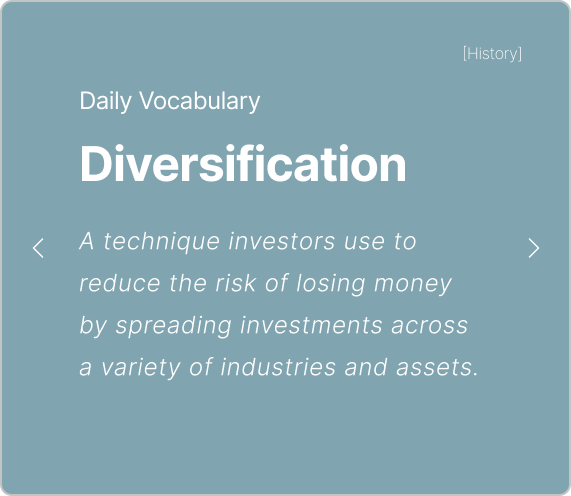 [History]
Daily Vocabulary
Diversification
A technique investors use to
reduce the risk of losing money
by spreading investments across
a variety of industries and assets.